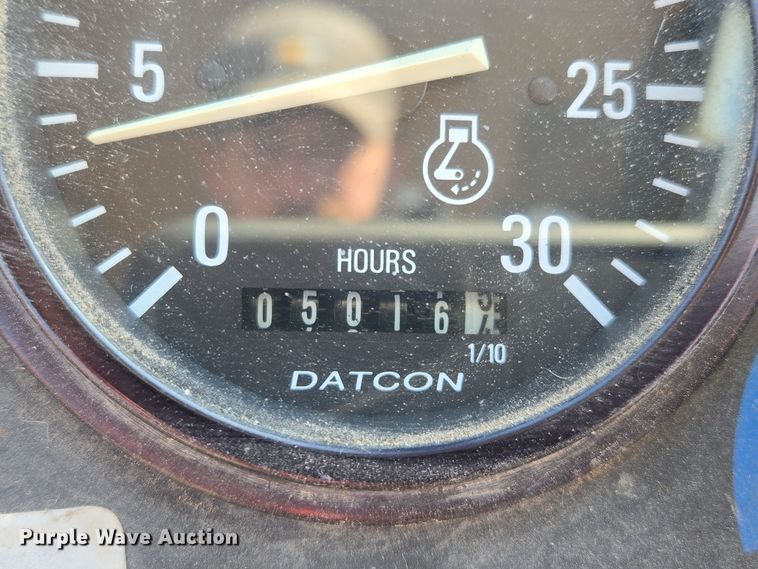 5
25
0
30
HOURS
05016
1/10
DATCON
Purple Wave Auction